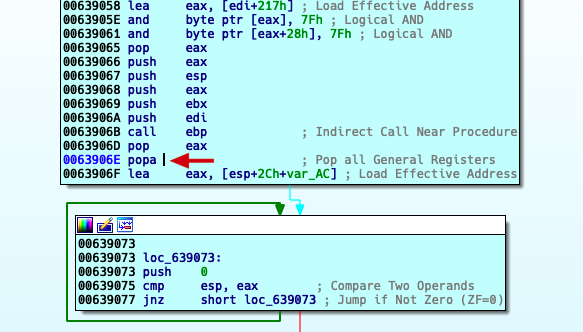 00639058 lea eax, [edi+217h] ; Load Effective Address
0063905E and byte ptr [eax], 7Fh ; Logical AND
00639061 and byte ptr [eax+28h], 7Fh ; Logical AND
00639065 pop eax
00639066 push eax
00639067 push esp
00639068 push eax
00639069 push ebx
0063906A push edi
0063906B call ebp ; Indirect Call Near Procedure
0063906D pop eax
0063906E popa ; Pop all General Registers
0063906F lea eax, [esp+2Ch+var_AC] ; Load Effective Address
00639073
00639073 loc_639073:
00639073 push 0
00639075 cmp esp, eax ; Compare Two Operands
00639077 jnz short loc_639073 ; Jump if Not Zero (ZF=0)